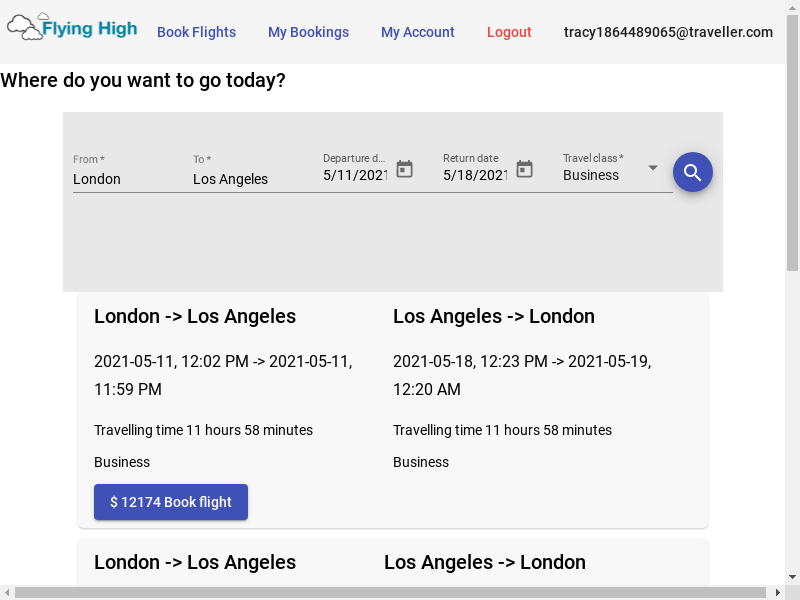 Flying High
Book Flights
My Bookings
My Account
Logout
tracy1864489065@traveller.com
Where do you want to go today?
From *
London
To *
Los Angeles
Departure d...
5/11/2021
Return date
5/18/2021
Travel class *
Business
London -> Los Angeles
2021-05-11, 12:02 PM -> 2021-05-11,
11:59 PM
Travelling time 11 hours 58 minutes
Business
$ 12174 Book flight
Los Angeles -> London
2021-05-18, 12:23 PM -> 2021-05-19,
12:20 AM
Travelling time 11 hours 58 minutes
Business
London -> Los Angeles
Los Angeles -> London